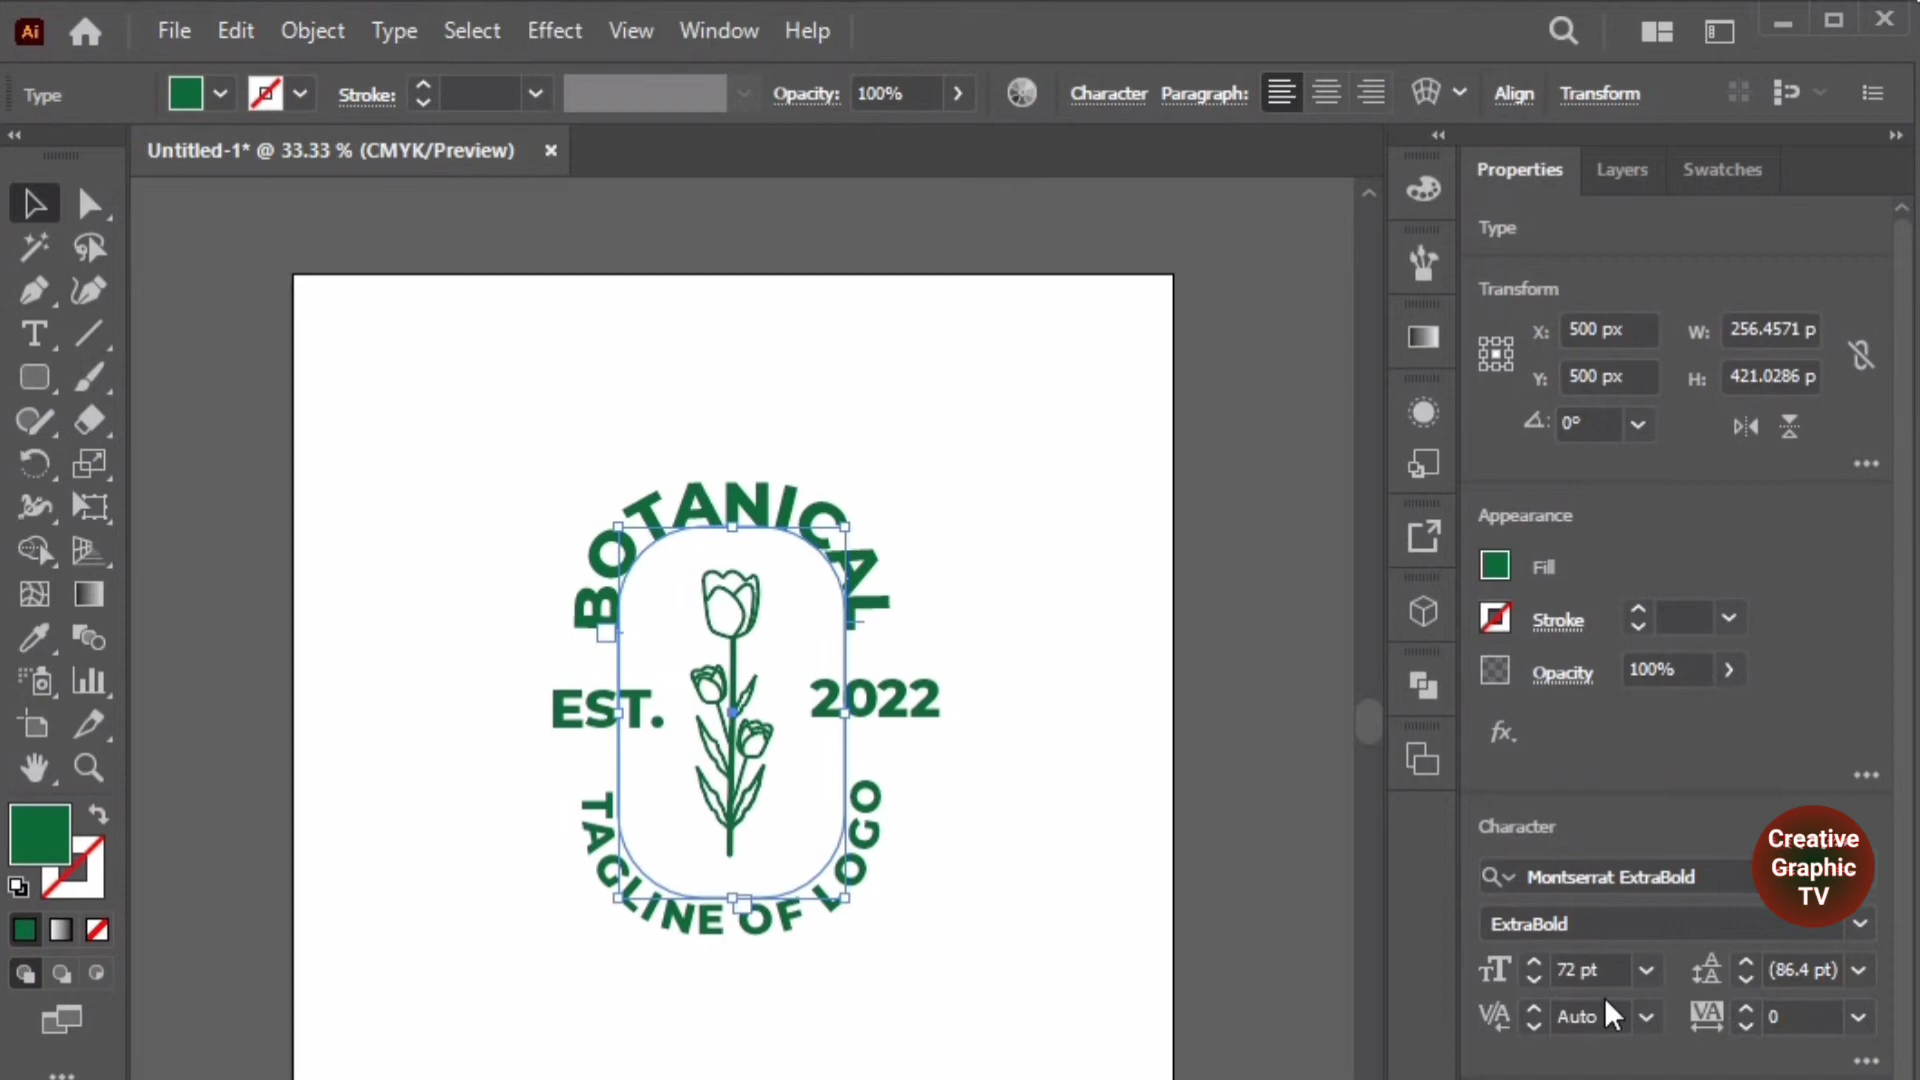 Ai File Edit Object Type Select Effect View Window Help
Type Stroke: Opacity: 100% Character Paragraph: Align Transform
Untitled-1* @ 33.33 % (CMYK/Preview) ×
Properties Layers Swatches
Type
Transform
X: 500 px W: 256.4571 p
Y: 500 px H: 421.0286 p
0°
Appearance
Fill
Stroke
Opacity 100%
fx.
Character
Montserrat ExtraBold
ExtraBold
72 pt (86.4 pt)
Auto 0
BOTANICAL
EST. 2022
TAGLINE OF LOGO
Creative
Graphic
TV